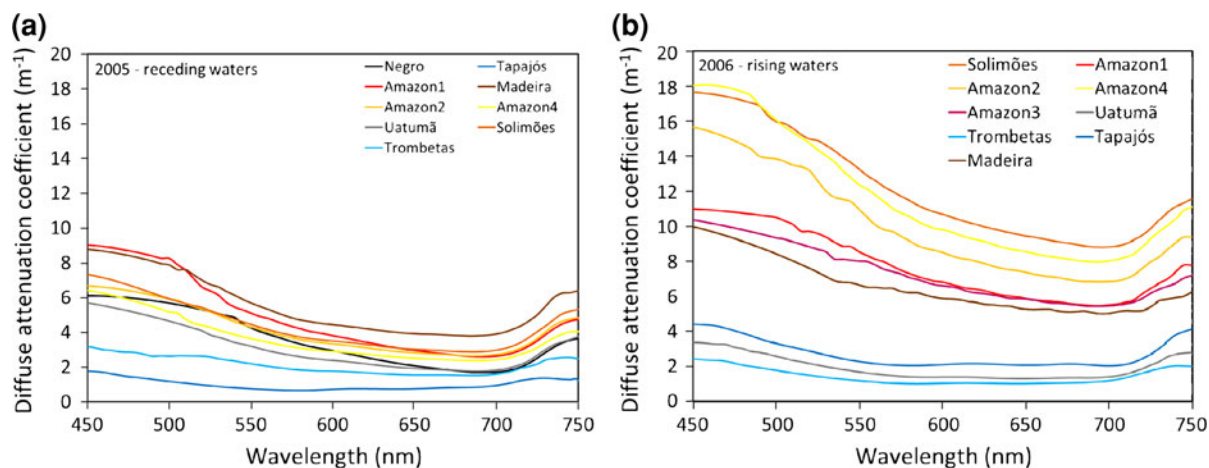 (a)
Diffuse attenuation coefficient (m⁻¹)
20
18
16
14
12
10
8
6
4
2
0
2005 - receding waters
Negro
Tapajós
Amazon1
Madeira
Amazon2
Amazon4
Uatumã
Solimões
Trombetas
450
500
550
600
650
700
750
Wavelength (nm)
(b)
Diffuse attenuation coefficient (m⁻¹)
20
18
16
14
12
10
8
6
4
2
0
2006 - rising waters
Solimões
Amazon1
Amazon2
Amazon4
Amazon3
Uatumã
Trombetas
Tapajós
Madeira
450
500
550
600
650
700
750
Wavelength (nm)